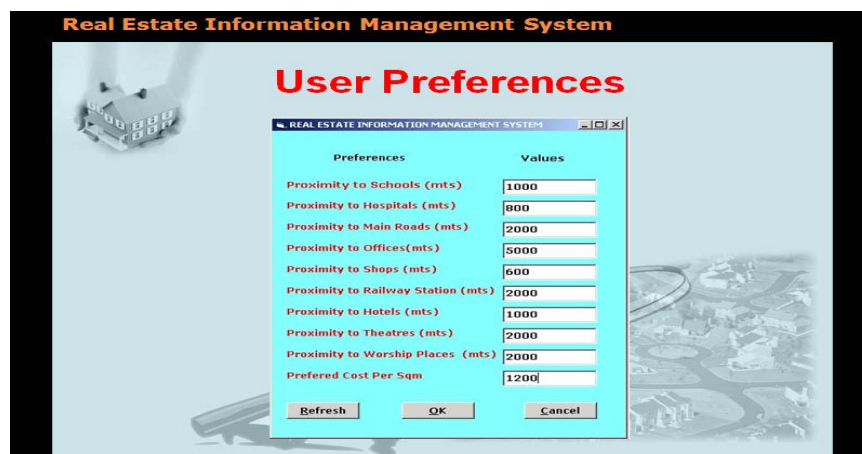 Real Estate Information Management System
User Preferences
REAL ESTATE INFORMATION MANAGEMENT SYSTEM
Preferences Values
Proximity to Schools (mts) 1000
Proximity to Hospitals (mts) 800
Proximity to Main Roads (mts) 2000
Proximity to Offices(mts) 5000
Proximity to Shops (mts) 600
Proximity to Railway Station (mts) 2000
Proximity to Hotels (mts) 1000
Proximity to Theatres (mts) 2000
Proximity to Worship Places (mts) 2000
Prefered Cost Per Sqm 1200
Refresh OK Cancel